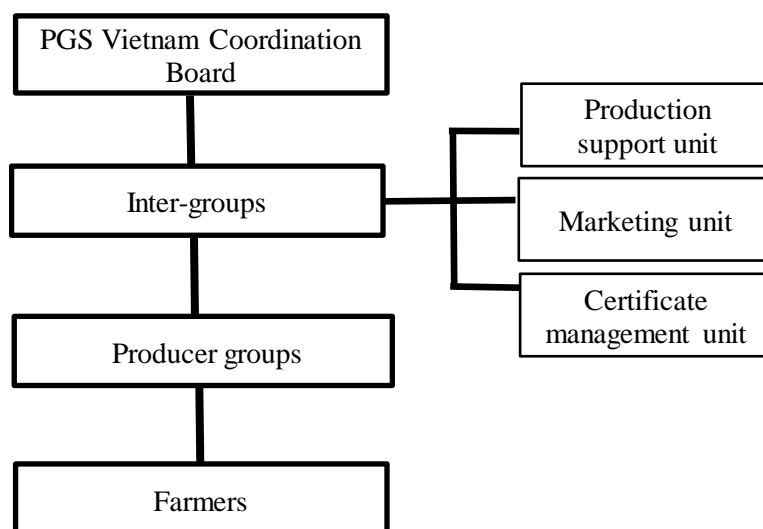 PGS Vietnam Coordination
Board
Inter-groups
Producer groups
Farmers
Production
support unit
Marketing unit
Certificate
management unit